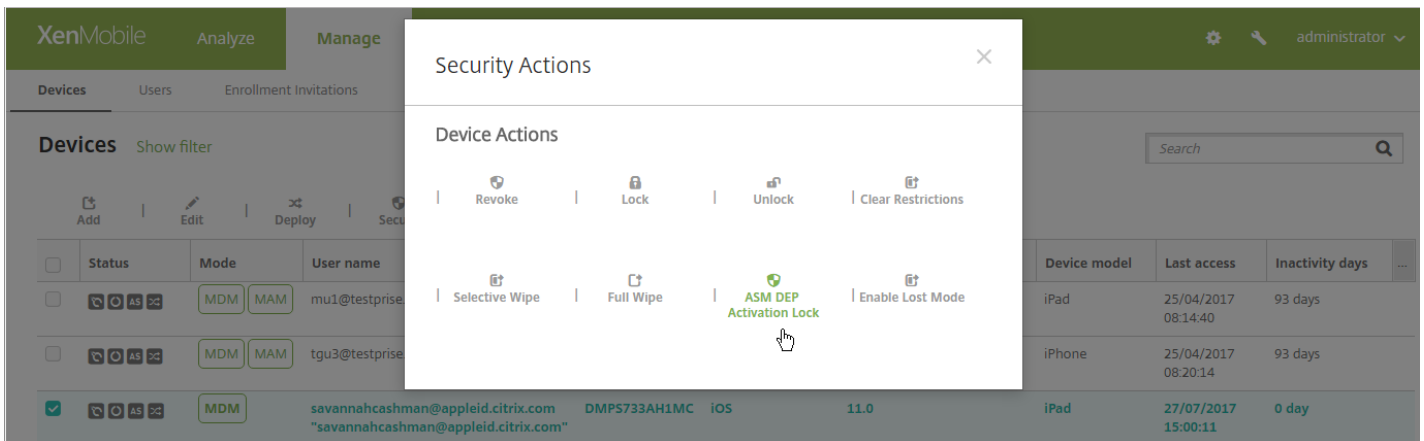 XenMobile Analyze Manage administrator
Security Actions
Devices Users Enrollment Invitations
Device Actions
Devices Show filter Search
Revoke Lock Unlock Clear Restrictions
Add Edit Deploy Secu
Status Mode User name Device model Last access Inactivity days ...
Selective Wipe Full Wipe ASM DEP Enable Lost Mode
Activation Lock
AS MDM MAM mu1@testprise. iPad 25/04/2017 93 days
08:14:40
AS MDM MAM tgu3@testprise iPhone 25/04/2017 93 days
08:20:14
AS MDM savannahcashman@appleid.citrix.com DMPS733AH1MC iOS 11.0 iPad 27/07/2017 0 day
"savannahcashman@appleid.citrix.com" 15:00:11